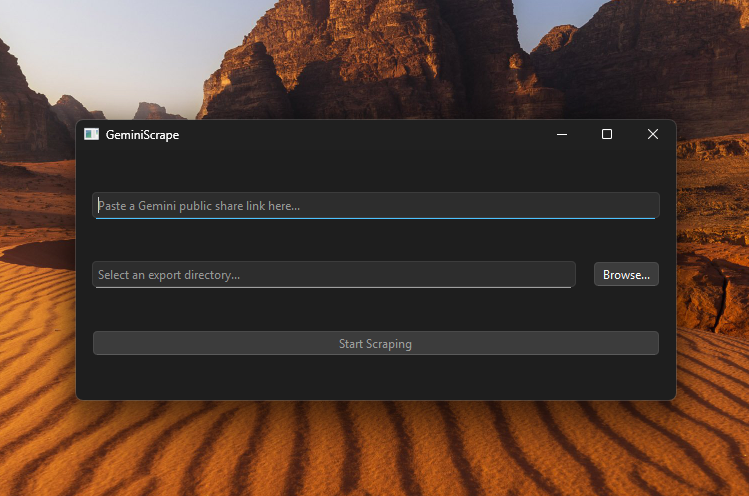 GeminiScrape
Paste a Gemini public share link here...
Select an export directory...
Browse...
Start Scraping